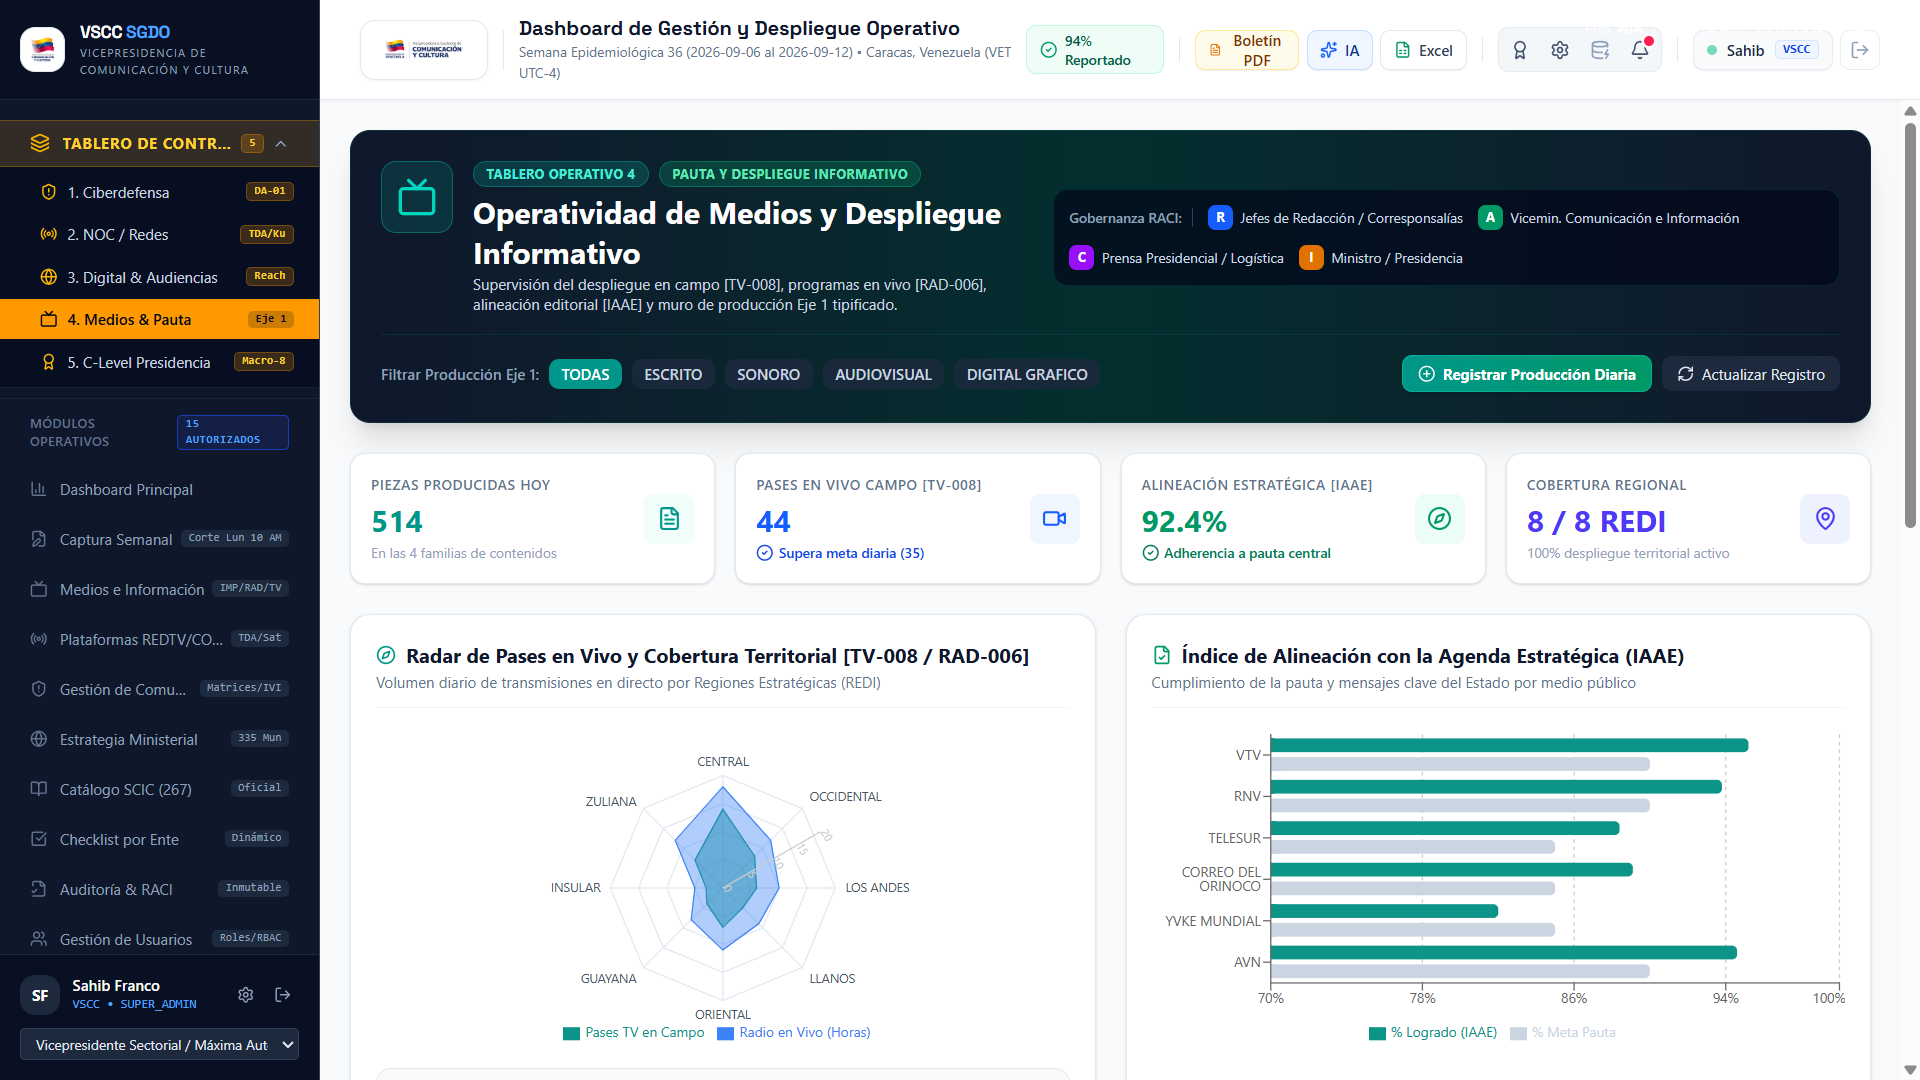 VSCC SGDO
VICEPRESIDENCIA DE
COMUNICACIÓN Y CULTURA
TABLERO DE CONTR... 5
1. Ciberdefensa DA-01
2. NOC / Redes TDA/Ku
3. Digital & Audiencias Reach
4. Medios & Pauta Eje 1
5. C-Level Presidencia Macro-8
MÓDULOS
OPERATIVOS
15
AUTORIZADOS
Dashboard Principal
Captura Semanal Corte Lun 10 AM
Medios e Información IMP/RAD/TV
Plataformas REDTV/CO... TDA/Sat
Gestión de Comu... Matrices/IVI
Estrategia Ministerial 335 Mun
Catálogo SCIC (267) Oficial
Checklist por Ente Dinámico
Auditoría & RACI Inmutable
Gestión de Usuarios Roles/RBAC
SF
Sahib Franco
VSCC • SUPER_ADMIN
Vicepresidente Sectorial / Máxima Aut
COMUNICACIÓN
Y CULTURA
Dashboard de Gestión y Despliegue Operativo
Semana Epidemiológica 36 (2026-09-06 al 2026-09-12) • Caracas, Venezuela (VET
UTC-4)
94%
Reportado
Boletín
PDF
IA
Excel
Sahib VSCC
TABLERO OPERATIVO 4 PAUTA Y DESPLIEGUE INFORMATIVO
Operatividad de Medios y Despliegue
Informativo
Supervisión del despliegue en campo [TV-008], programas en vivo [RAD-006],
alineación editorial [IAAE] y muro de producción Eje 1 tipificado.
Gobernanza RACI: R Jefes de Redacción / Corresponsalías A Vicemin. Comunicación e Información
C Prensa Presidencial / Logística I Ministro / Presidencia
Filtrar Producción Eje 1: TODAS ESCRITO SONORO AUDIOVISUAL DIGITAL GRAFICO
Registrar Producción Diaria
Actualizar Registro
PIEZAS PRODUCIDAS HOY
514
En las 4 familias de contenidos
PASES EN VIVO CAMPO [TV-008]
44
Supera meta diaria (35)
ALINEACIÓN ESTRATÉGICA [IAAE]
92.4%
Adherencia a pauta central
COBERTURA REGIONAL
8 / 8 REDI
100% despliegue territorial activo
Radar de Pases en Vivo y Cobertura Territorial [TV-008 / RAD-006]
Volumen diario de transmisiones en directo por Regiones Estratégicas (REDI)
CENTRAL
OCCIDENTAL
LOS ANDES
LLANOS
ORIENTAL
GUAYANA
INSULAR
ZULIANA
0
5
10
15
20
Pases TV en Campo Radio en Vivo (Horas)
Índice de Alineación con la Agenda Estratégica (IAAE)
Cumplimiento de la pauta y mensajes clave del Estado por medio público
VTV
RNV
TELESUR
CORREO DEL
ORINOCO
YVKE MUNDIAL
AVN
70% 78% 86% 94% 100%
% Logrado (IAAE) % Meta Pauta